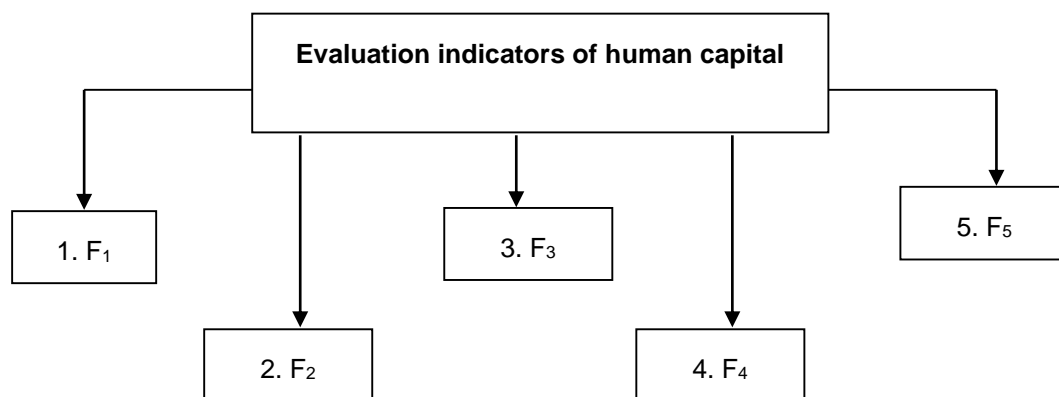 Evaluation indicators of human capital
1. F₁
2. F₂
3. F₃
4. F₄
5. F₅